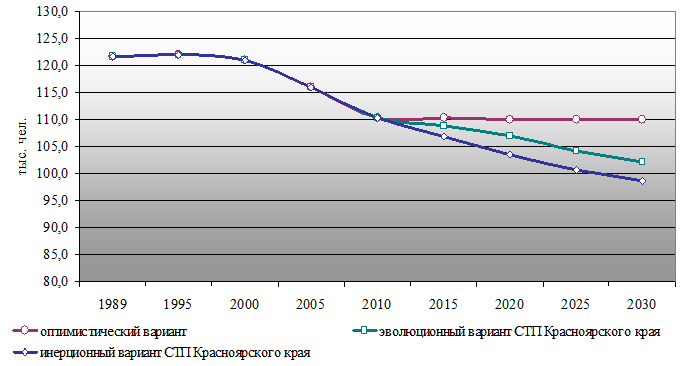 130,0
125,0
120,0
115,0
110,0
105,0
100,0
95,0
90,0
85,0
80,0
тыс. чел.
1989 1995 2000 2005 2010 2015 2020 2025 2030
оптимистический вариант эволюционный вариант СТП Красноярского края
инерционный вариант СТП Красноярского края